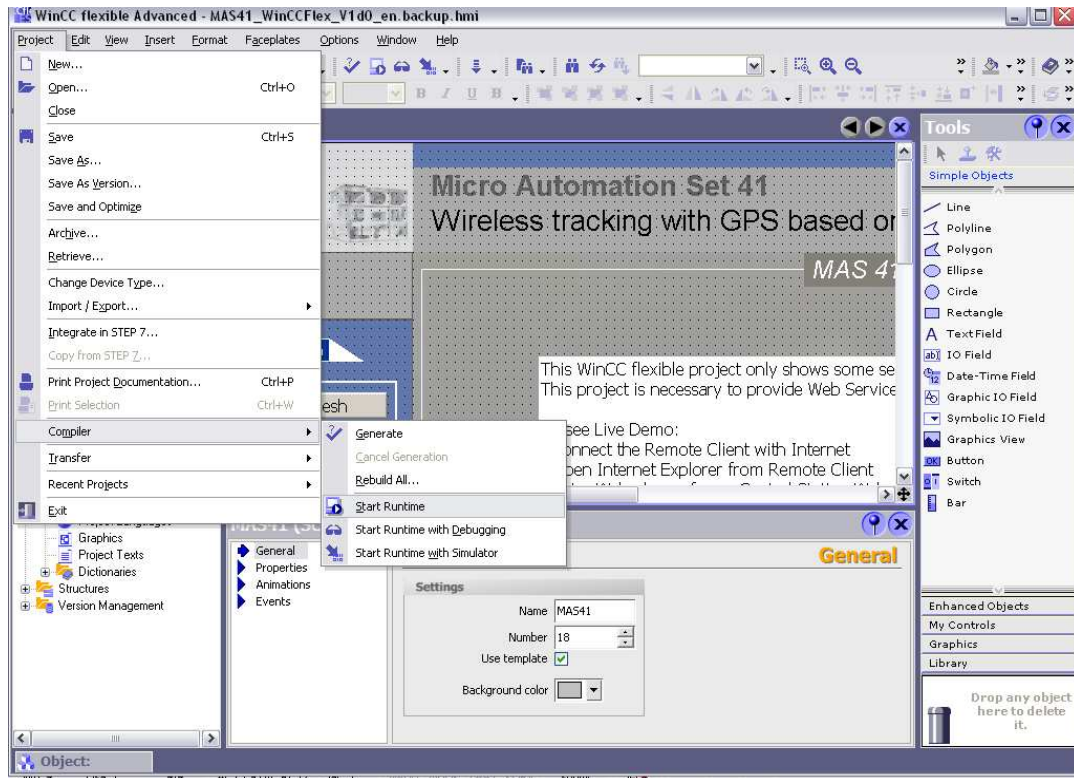 WinCC flexible Advanced - MAS41_WinCCFlex_V1d0_en.backup.hmi
Project Edit View Insert Format Faceplates Options Window Help
New...
Open... Ctrl+O
Close
Save Ctrl+S
Save As...
Save As Version...
Save and Optimize
Archive...
Retrieve...
Change Device Type...
Import / Export...
Integrate in STEP 7...
Copy from STEP 7...
Print Project Documentation... Ctrl+P
Print Selection Ctrl+W
Compiler
Transfer
Recent Projects
Exit
Generate
Cancel Generation
Rebuild All...
Start Runtime
Start Runtime with Debugging
Start Runtime with Simulator
Micro Automation Set 41
Wireless tracking with GPS based on
MAS 41
This WinCC flexible project only shows some se
This project is necessary to provide Web Service
see Live Demo:
onnect the Remote Client with Internet
pen Internet Explorer from Remote Client
esh
Tools
Simple Objects
Line
Polyline
Polygon
Ellipse
Circle
Rectangle
A TextField
IO Field
Date-Time Field
Graphic IO Field
Symbolic IO Field
Graphics View
OK Button
Switch
Bar
Enhanced Objects
My Controls
Graphics
Library
Drop any object
here to delete
it.
Graphics
Project Texts
Dictionaries
Structures
Version Management
General
Properties
Animations
Events
General
Settings
Name MAS41
Number 18
Use template
Background color
Object: